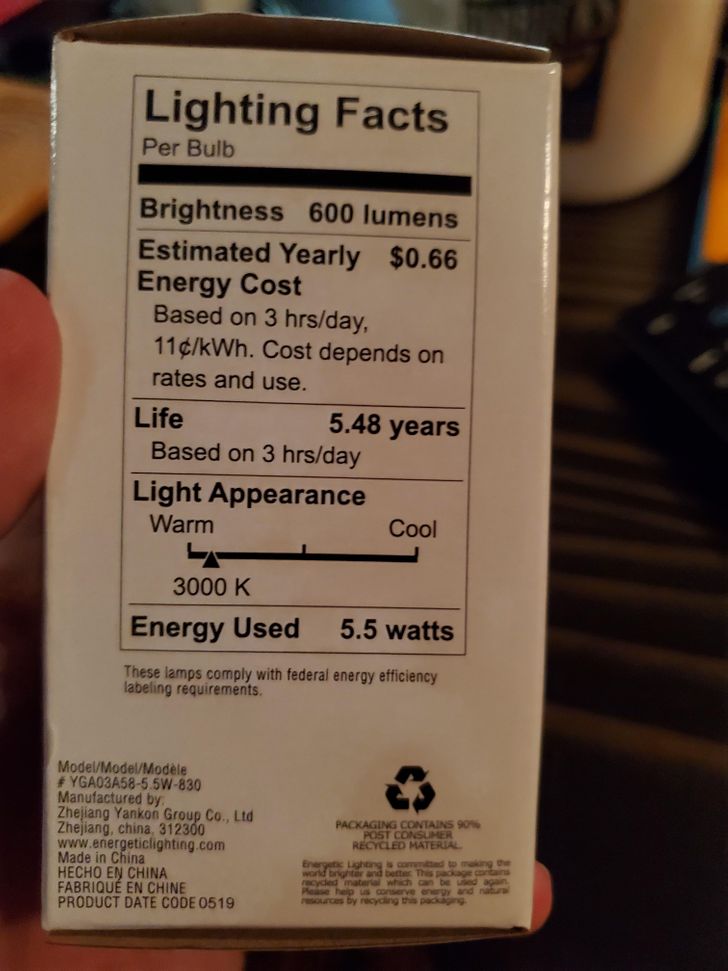 Lighting Facts
Per Bulb
Brightness 600 lumens
Estimated Yearly $0.66
Energy Cost
Based on 3 hrs/day,
11¢/kWh. Cost depends on
rates and use.
Life 5.48 years
Based on 3 hrs/day
Light Appearance
Warm Cool
3000 K
Energy Used 5.5 watts
These lamps comply with federal energy efficiency
labeling requirements.
Model/Model/Modèle
# YGA03A58-5.5W-830
Manufactured by:
Zhejiang Yankon Group Co., Ltd
Zhejiang, china, 312300
www.energeticlighting.com
Made in China
HECHO EN CHINA
FABRIQUÉ EN CHINE
PRODUCT DATE CODE 0519
PACKAGING CONTAINS 90%
POST CONSUMER
RECYCLED MATERIAL.
Energetic Lighting is committed to making the
world brighter and better. This package contains
recycled material which can be used again.
Please help us conserve energy and natural
resources by recycling this packaging.